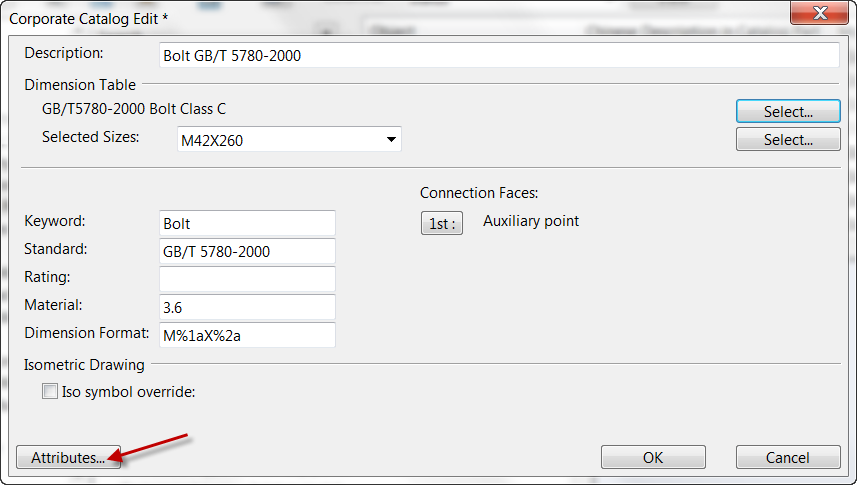 Corporate Catalog Edit *
Description: Bolt GB/T 5780-2000
Dimension Table
GB/T5780-2000 Bolt Class C Select...
Selected Sizes: M42X260 Select...
Connection Faces:
Keyword: Bolt 1st : Auxiliary point
Standard: GB/T 5780-2000
Rating:
Material: 3.6
Dimension Format: M%1aX%2a
Isometric Drawing
Iso symbol override:
Attributes... OK Cancel